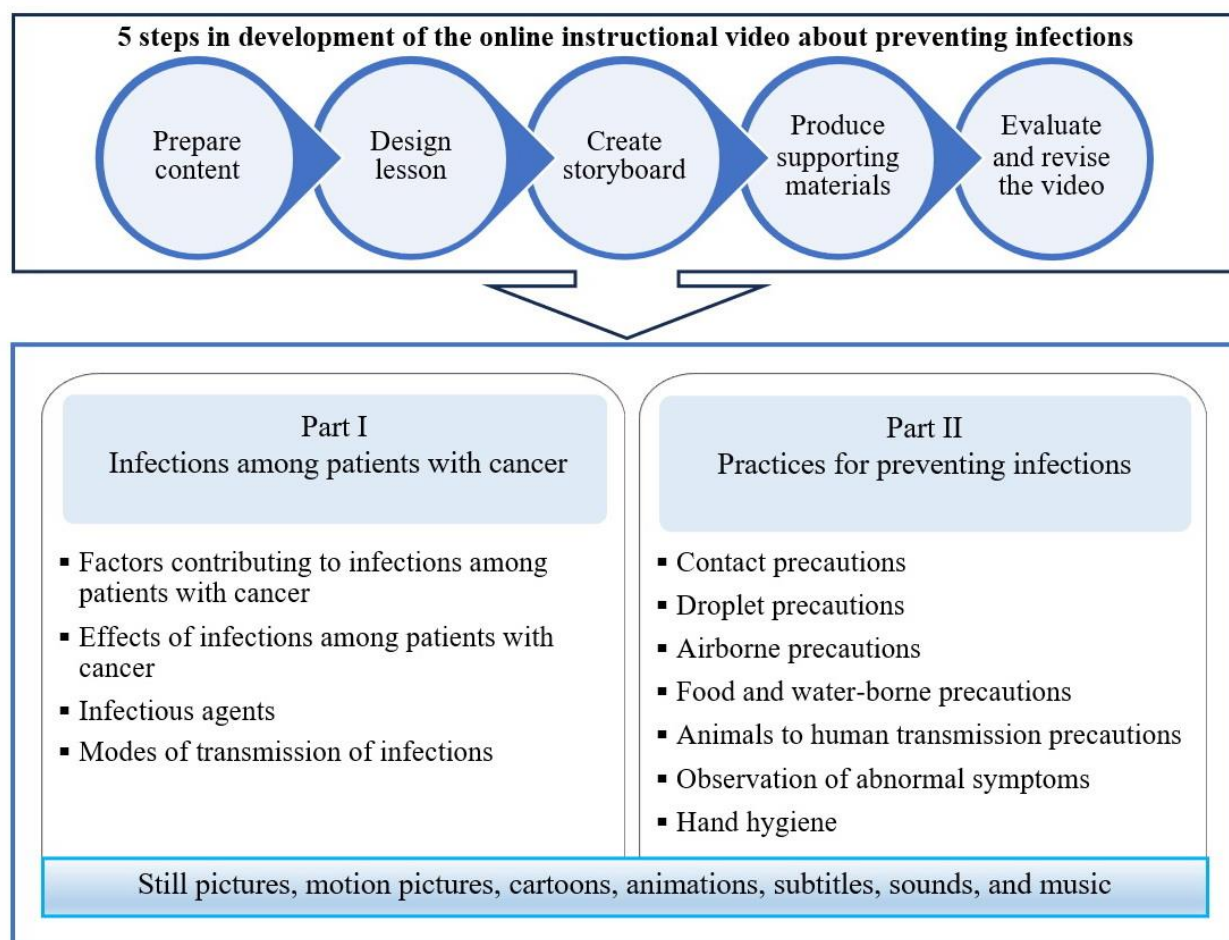 5 steps in development of the online instructional video about preventing infections
Prepare
content
Design
lesson
Create
storyboard
Produce
supporting
materials
Evaluate
and revise
the video
Part I
Infections among patients with cancer
▪ Factors contributing to infections among
patients with cancer
▪ Effects of infections among patients with
cancer
▪ Infectious agents
▪ Modes of transmission of infections
Part II
Practices for preventing infections
▪ Contact precautions
▪ Droplet precautions
▪ Airborne precautions
▪ Food and water-borne precautions
▪ Animals to human transmission precautions
▪ Observation of abnormal symptoms
▪ Hand hygiene
Still pictures, motion pictures, cartoons, animations, subtitles, sounds, and music